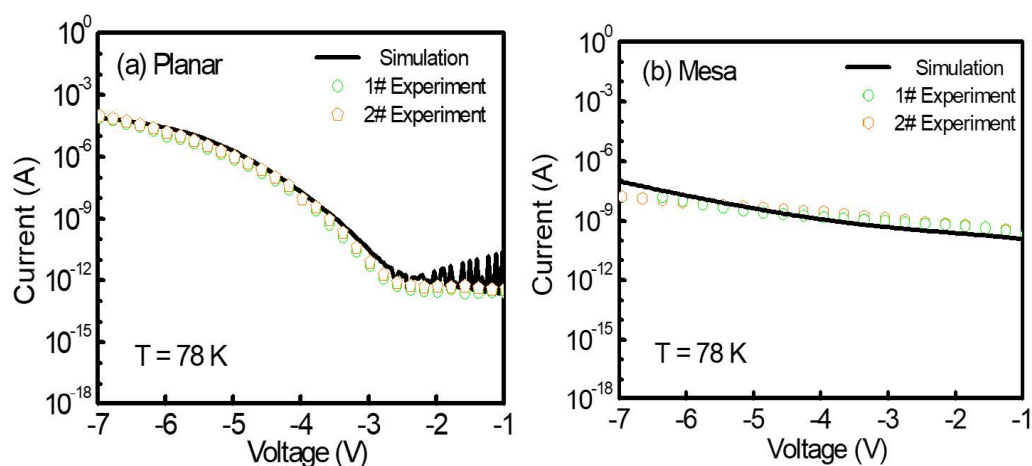 (a) Planar
Simulation
1# Experiment
2# Experiment
T = 78 K
Current (A)
10^0
10^-3
10^-6
10^-9
10^-12
10^-15
10^-18
-7 -6 -5 -4 -3 -2 -1
Voltage (V)
(b) Mesa
Simulation
1# Experiment
2# Experiment
T = 78 K
Current (A)
10^0
10^-3
10^-6
10^-9
10^-12
10^-15
10^-18
-7 -6 -5 -4 -3 -2 -1
Voltage (V)